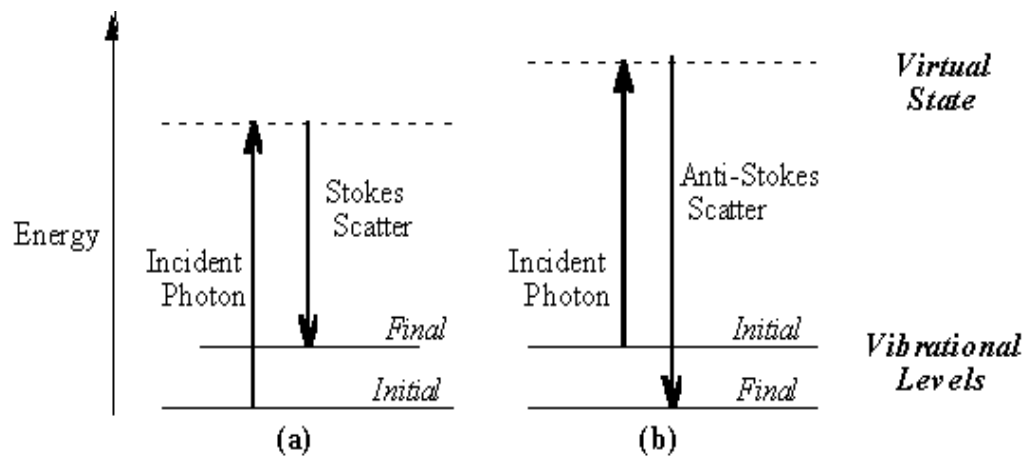 Energy
Incident
Photon
Stokes
Scatter
Final
Initial
(a)
Incident
Photon
Anti-Stokes
Scatter
Initial
Final
(b)
Virtual
State
Vibrational
Levels